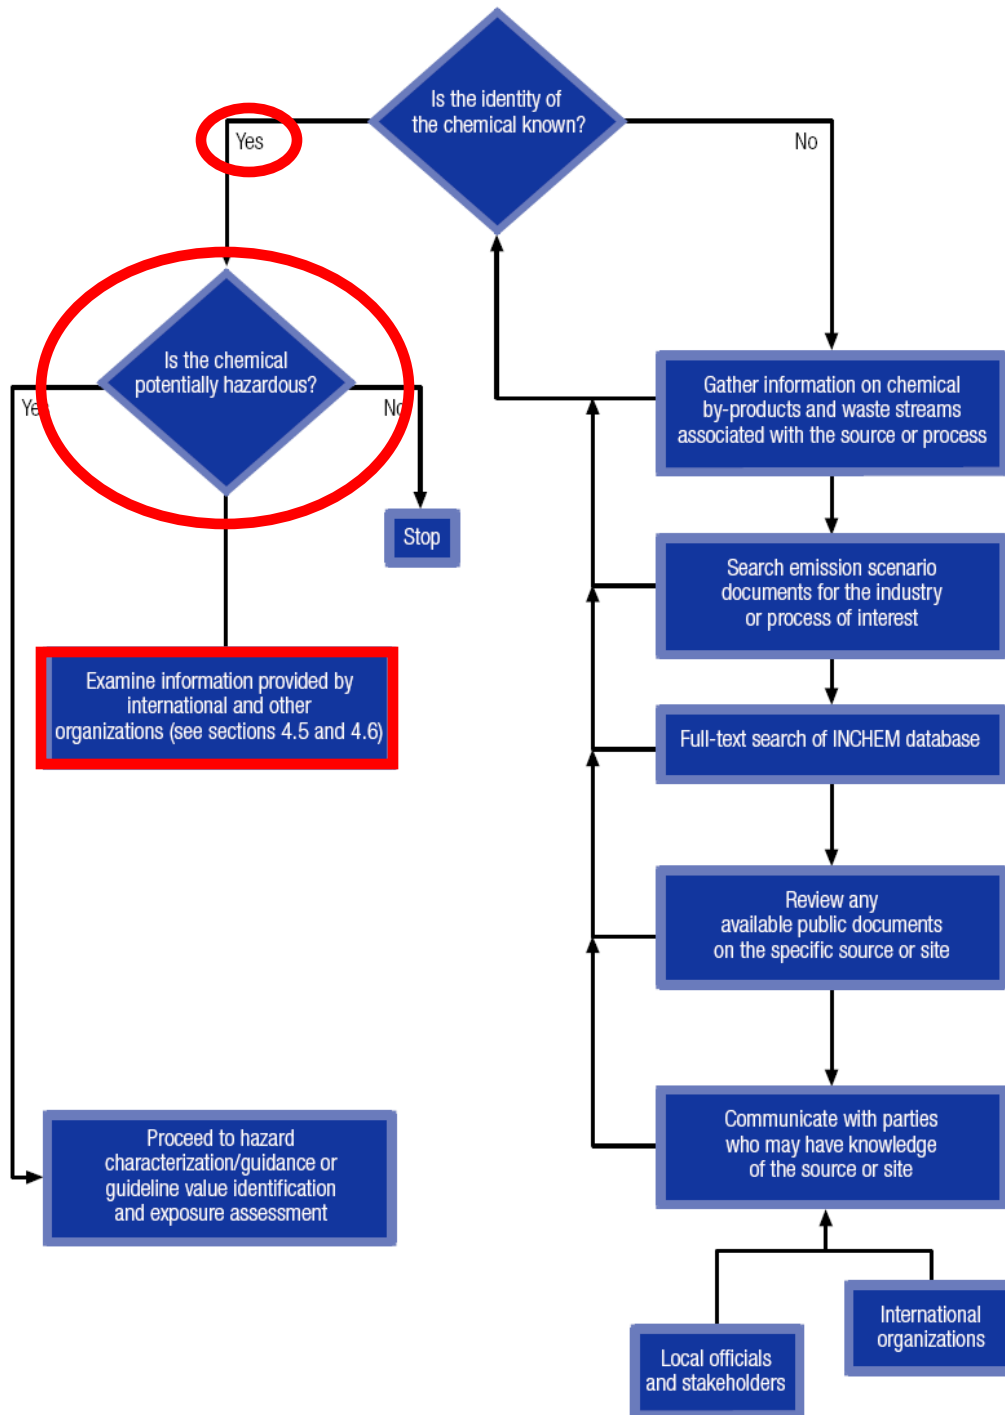 Is the identity of
the chemical known?
Yes
No
Is the chemical
potentially hazardous?
Yes
No
Stop
Examine information provided by
international and other
organizations (see sections 4.5 and 4.6)
Proceed to hazard
characterization/guidance or
guideline value identification
and exposure assessment
Gather information on chemical
by-products and waste streams
associated with the source or process
Search emission scenario
documents for the industry
or process of interest
Full-text search of INCHEM database
Review any
available public documents
on the specific source or site
Communicate with parties
who may have knowledge
of the source or site
Local officials
and stakeholders
International
organizations